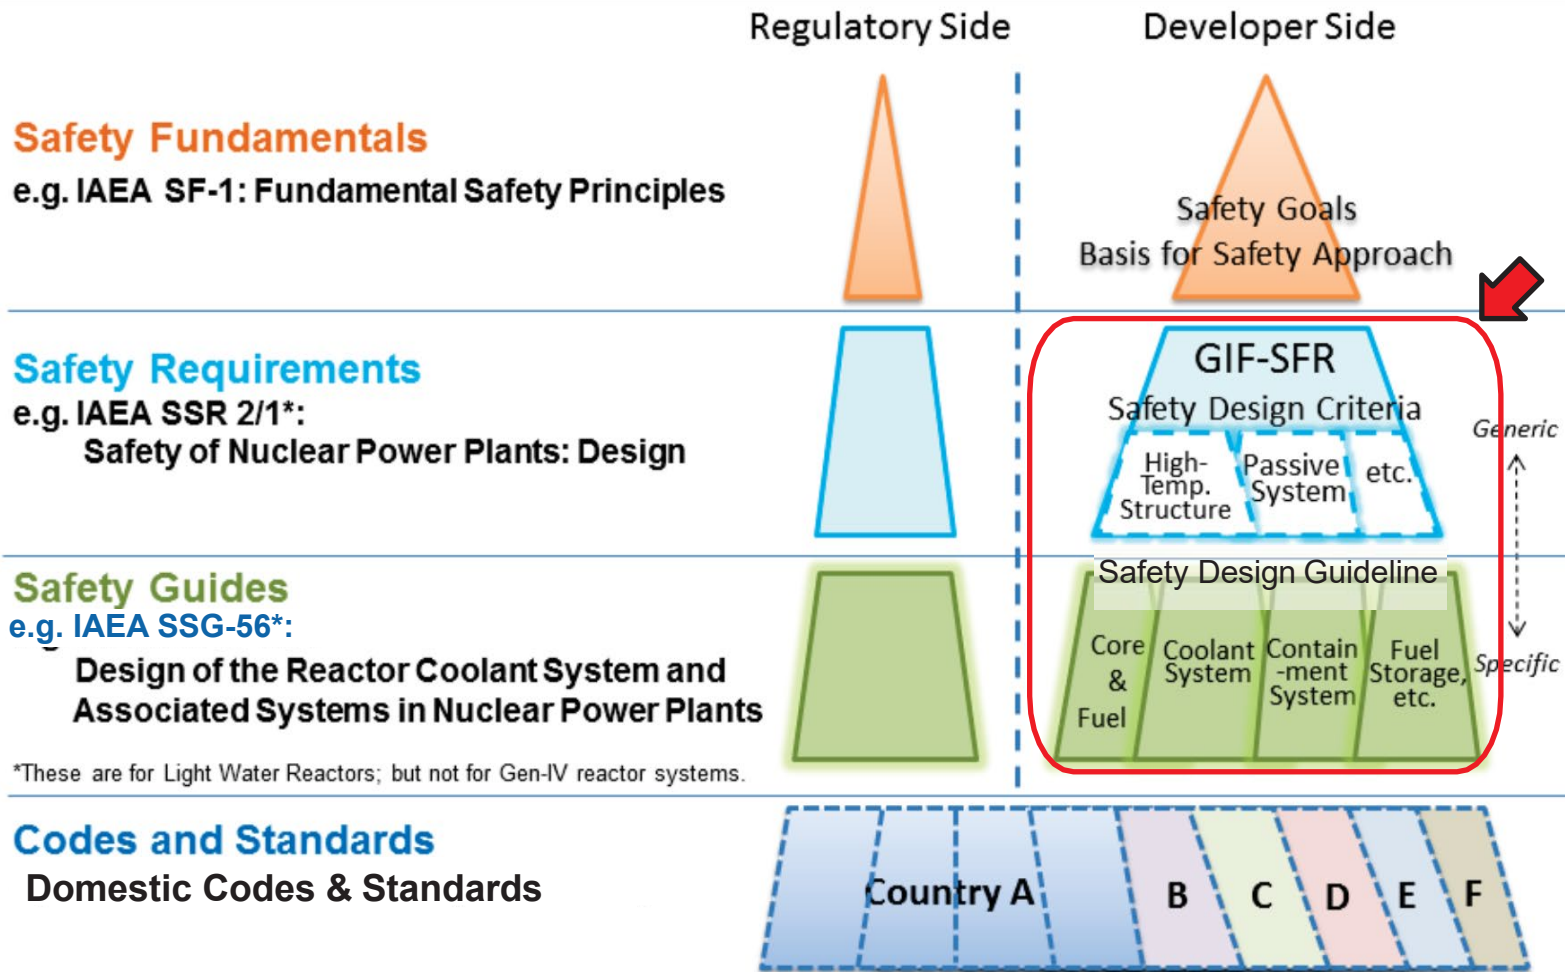 Regulatory Side
Developer Side
Safety Fundamentals
e.g. IAEA SF-1: Fundamental Safety Principles
Safety Goals
Basis for Safety Approach
Safety Requirements
e.g. IAEA SSR 2/1*:
Safety of Nuclear Power Plants: Design
GIF-SFR
Safety Design Criteria
High-
Temp.
Structure
Passive
System
etc.
Generic
Specific
Safety Guides
e.g. IAEA SSG-56*:
Design of the Reactor Coolant System and
Associated Systems in Nuclear Power Plants
*These are for Light Water Reactors; but not for Gen-IV reactor systems.
Safety Design Guideline
Core
&
Fuel
Coolant
System
Contain
-ment
System
Fuel
Storage,
etc.
Codes and Standards
Domestic Codes & Standards
Country A
B
C
D
E
F